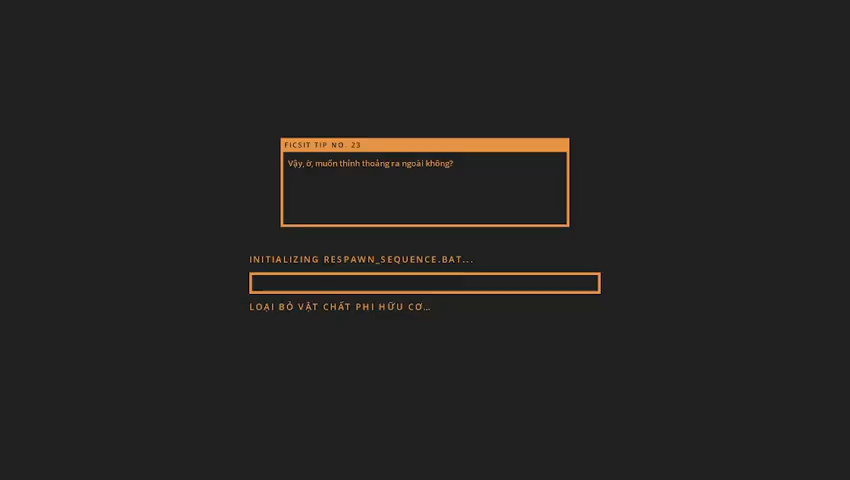 FICSIT TIP NO. 23
Vậy, ờ, muốn thỉnh thoảng ra ngoài không?
INITIALIZING RESPAWN_SEQUENCE.BAT...
LOẠI BỎ VẬT CHẤT PHI HỮU CƠ...